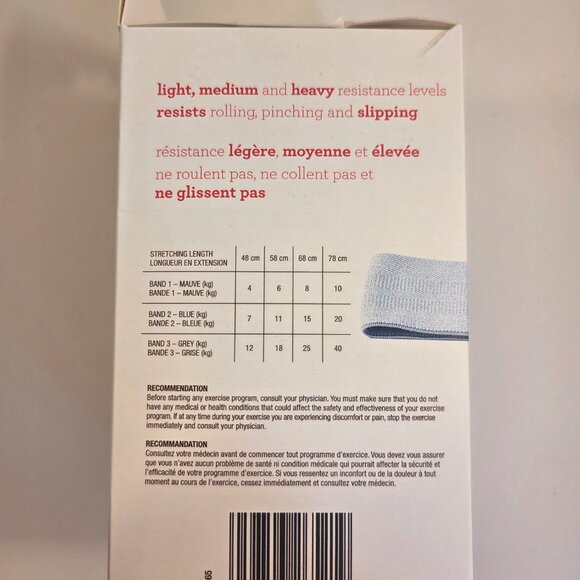 light, medium and heavy resistance levels
resists rolling, pinching and slipping
résistance légère, moyenne et élevée
ne roulent pas, ne collent pas et
ne glissent pas
STRETCHING LENGTH
LONGUEUR EN EXTENSION
48 cm 58 cm 68 cm 78 cm
BAND 1 – MAUVE (kg)
BANDE 1 – MAUVE (kg)
4 6 8 10
BAND 2 – BLUE (kg)
BANDE 2 – BLEUE (kg)
7 11 15 20
BAND 3 – GREY (kg)
BANDE 3 – GRISE (kg)
12 18 25 40
RECOMMENDATION
Before starting any exercise program, consult your physician. You must make sure that you do not
have any medical or health conditions that could affect the safety and effectiveness of your exercise
program. If at any time during your exercise you are experiencing discomfort or pain, stop the exercise
immediately and consult your physician.
RECOMMANDATION
Consultez votre médecin avant de commencer tout programme d'exercice. Vous devez vous assurer
que vous n'avez aucun problème de santé ni condition médicale qui pourrait affecter la sécurité et
l'efficacité de votre programme d'exercice. Si vous ressentez un inconfort ou de la douleur à tout
moment au cours de l'exercice, cessez immédiatement et consultez votre médecin.
65